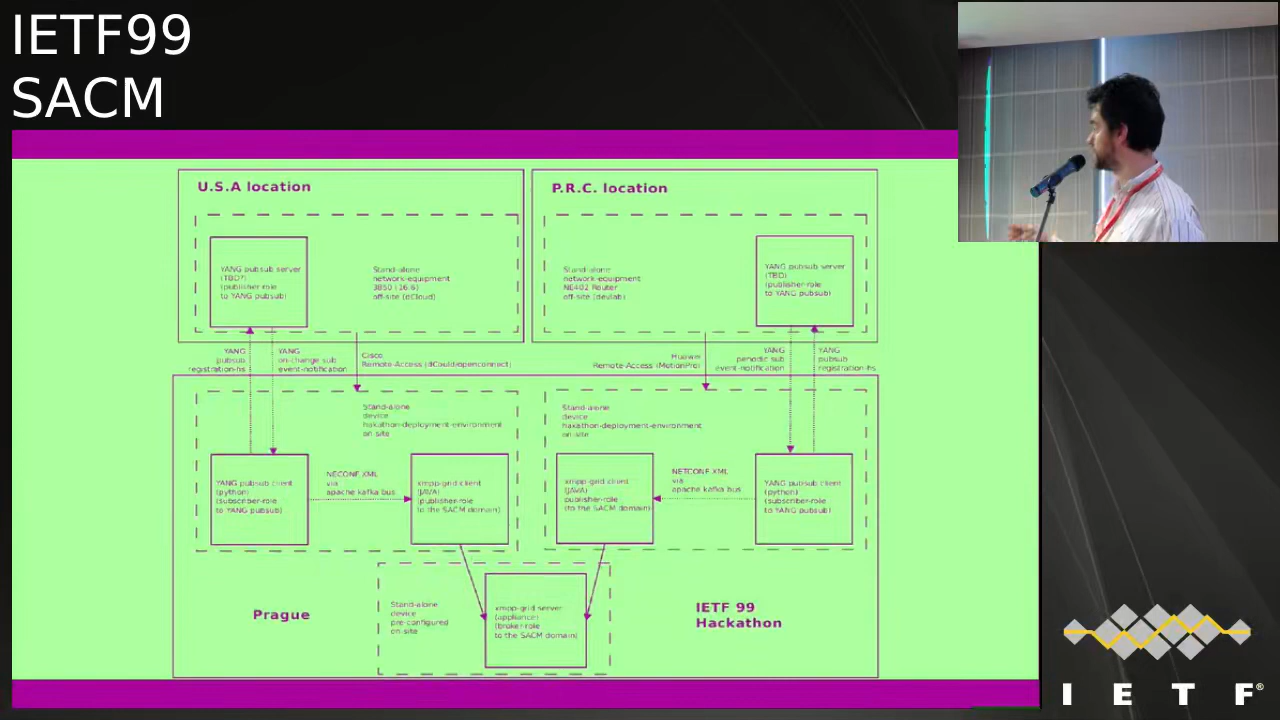 IETF99
SACM
U.S.A location
YANG pubsub server
(TBD?)
(publisher-role
to YANG pubsub)
Stand-alone
network-equipment
3850 (16.6)
off-site (dCloud)
P.R.C. location
Stand-alone
network-equipment
NE402 Router
off-site (devlab)
YANG pubsub server
(TBD)
(publisher-role
to YANG pubsub)
YANG
pubsub
registration-hs
YANG
on-change sub
event-notification
Cisco
Remote-Access (dCould/openconnect)
Huawei
Remote-Access (MotionPro)
YANG
periodic sub
event-notification
YANG
pubsub
registration-hs
Stand-alone
device
hakathon-deployment-environment
on-site
Stand-alone
device
hakathon-deployment-environment
on-site
YANG pubsub client
(python)
(subscriber-role
to YANG pubsub)
NETCONF.XML
via
apache kafka bus
xmpp-grid client
(JAVA)
publisher-role
to the SACM domain)
xmpp-grid client
(JAVA)
publisher-role
(to the SACM domain)
NETCONF.XML
via
apache kafka bus
YANG pubsub client
(python)
(subscriber-role
to YANG pubsub)
Prague
Stand-alone
device
pre-configured
on-site
xmpp-grid server
(appliance)
(broker-role
to the SACM domain)
IETF 99
Hackathon
I E T F®